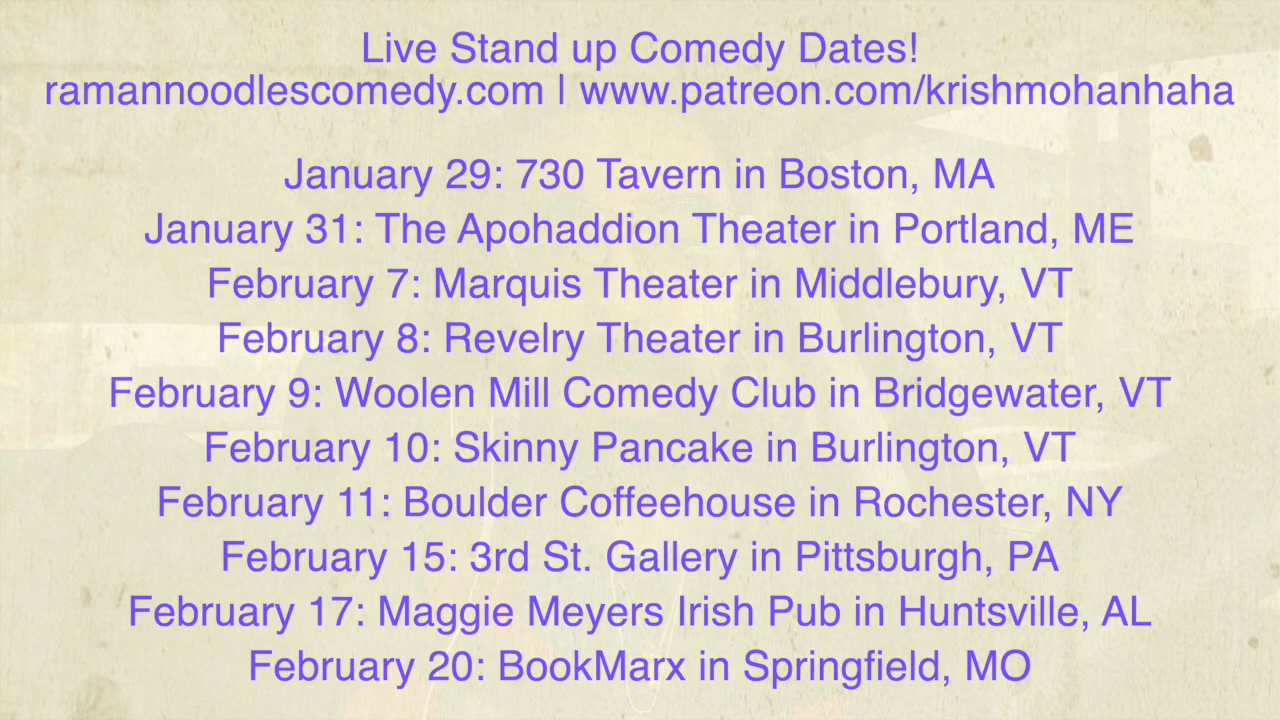 Live Stand up Comedy Dates!
ramannoodlescomedy.com | www.patreon.com/krishmohanhaha
January 29: 730 Tavern in Boston, MA
January 31: The Apohaddion Theater in Portland, ME
February 7: Marquis Theater in Middlebury, VT
February 8: Revelry Theater in Burlington, VT
February 9: Woolen Mill Comedy Club in Bridgewater, VT
February 10: Skinny Pancake in Burlington, VT
February 11: Boulder Coffeehouse in Rochester, NY
February 15: 3rd St. Gallery in Pittsburgh, PA
February 17: Maggie Meyers Irish Pub in Huntsville, AL
February 20: BookMarx in Springfield, MO